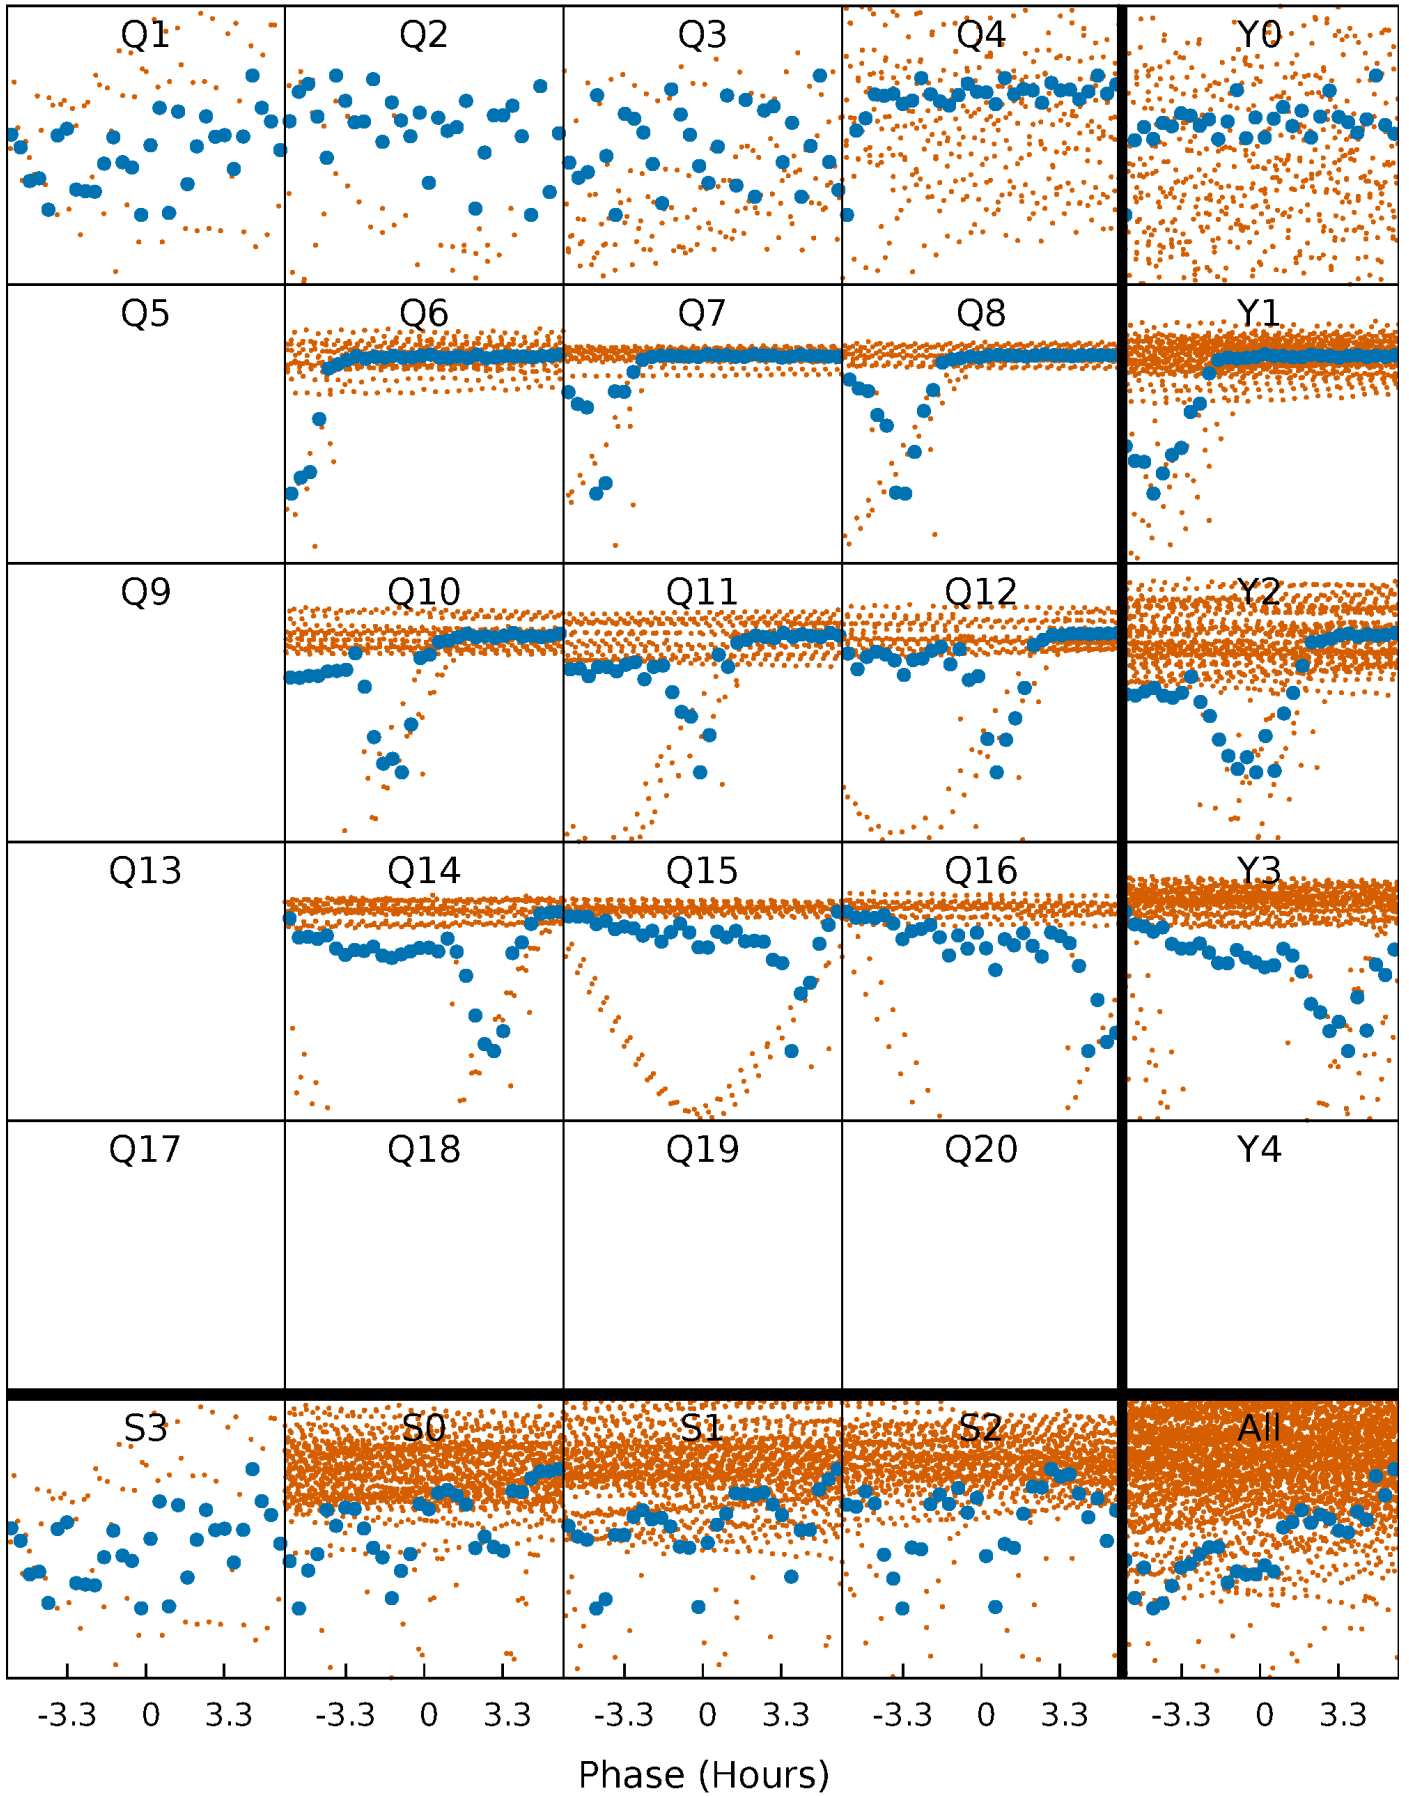 Q1 Q2 Q3 Q4 Y0
Q5 Q6 Q7 Q8 Y1
Q9 Q10 Q11 Q12 Y2
Q13 Q14 Q15 Q16 Y3
Q17 Q18 Q19 Q20 Y4
S3 S0 S1 S2 All
-3.3 0 3.3 -3.3 0 3.3 -3.3 0 3.3 -3.3 0 3.3 -3.3 0 3.3
Phase (Hours)